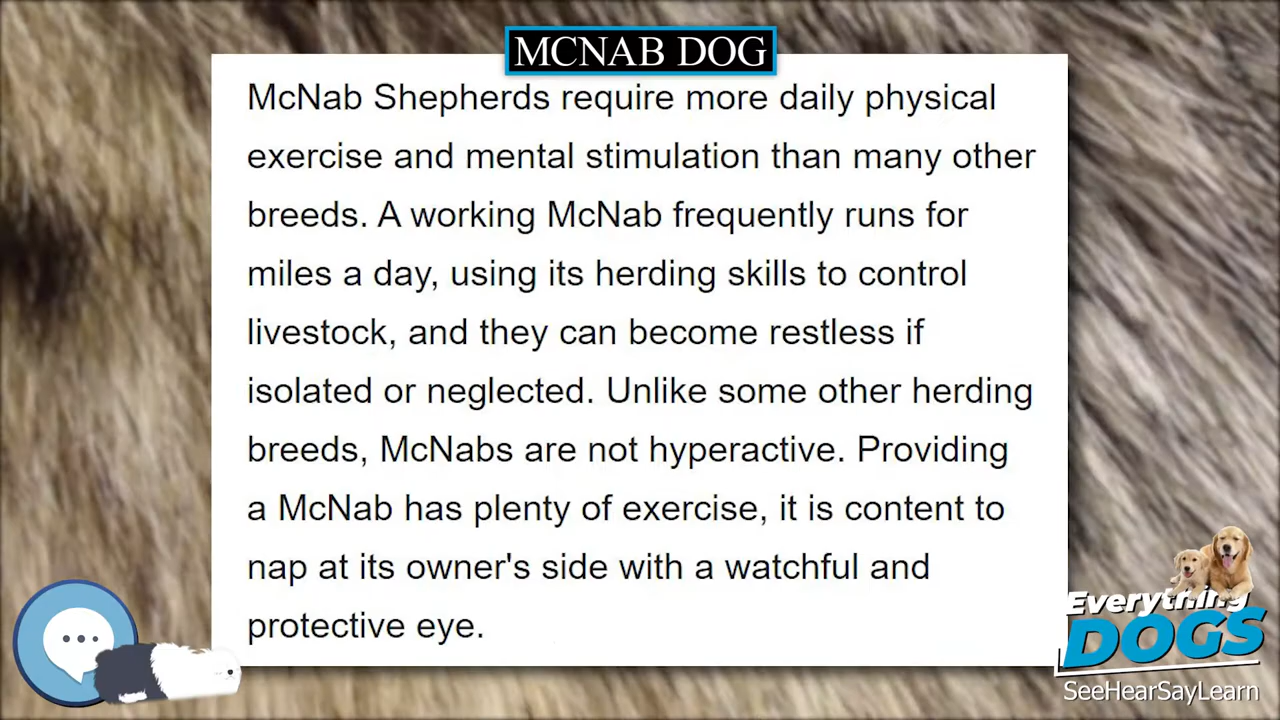 MCNAB DOG
McNab Shepherds require more daily physical
exercise and mental stimulation than many other
breeds. A working McNab frequently runs for
miles a day, using its herding skills to control
livestock, and they can become restless if
isolated or neglected. Unlike some other herding
breeds, McNabs are not hyperactive. Providing
a McNab has plenty of exercise, it is content to
nap at its owner's side with a watchful and
protective eye.
Everything
DOGS
SeeHearSayLearn